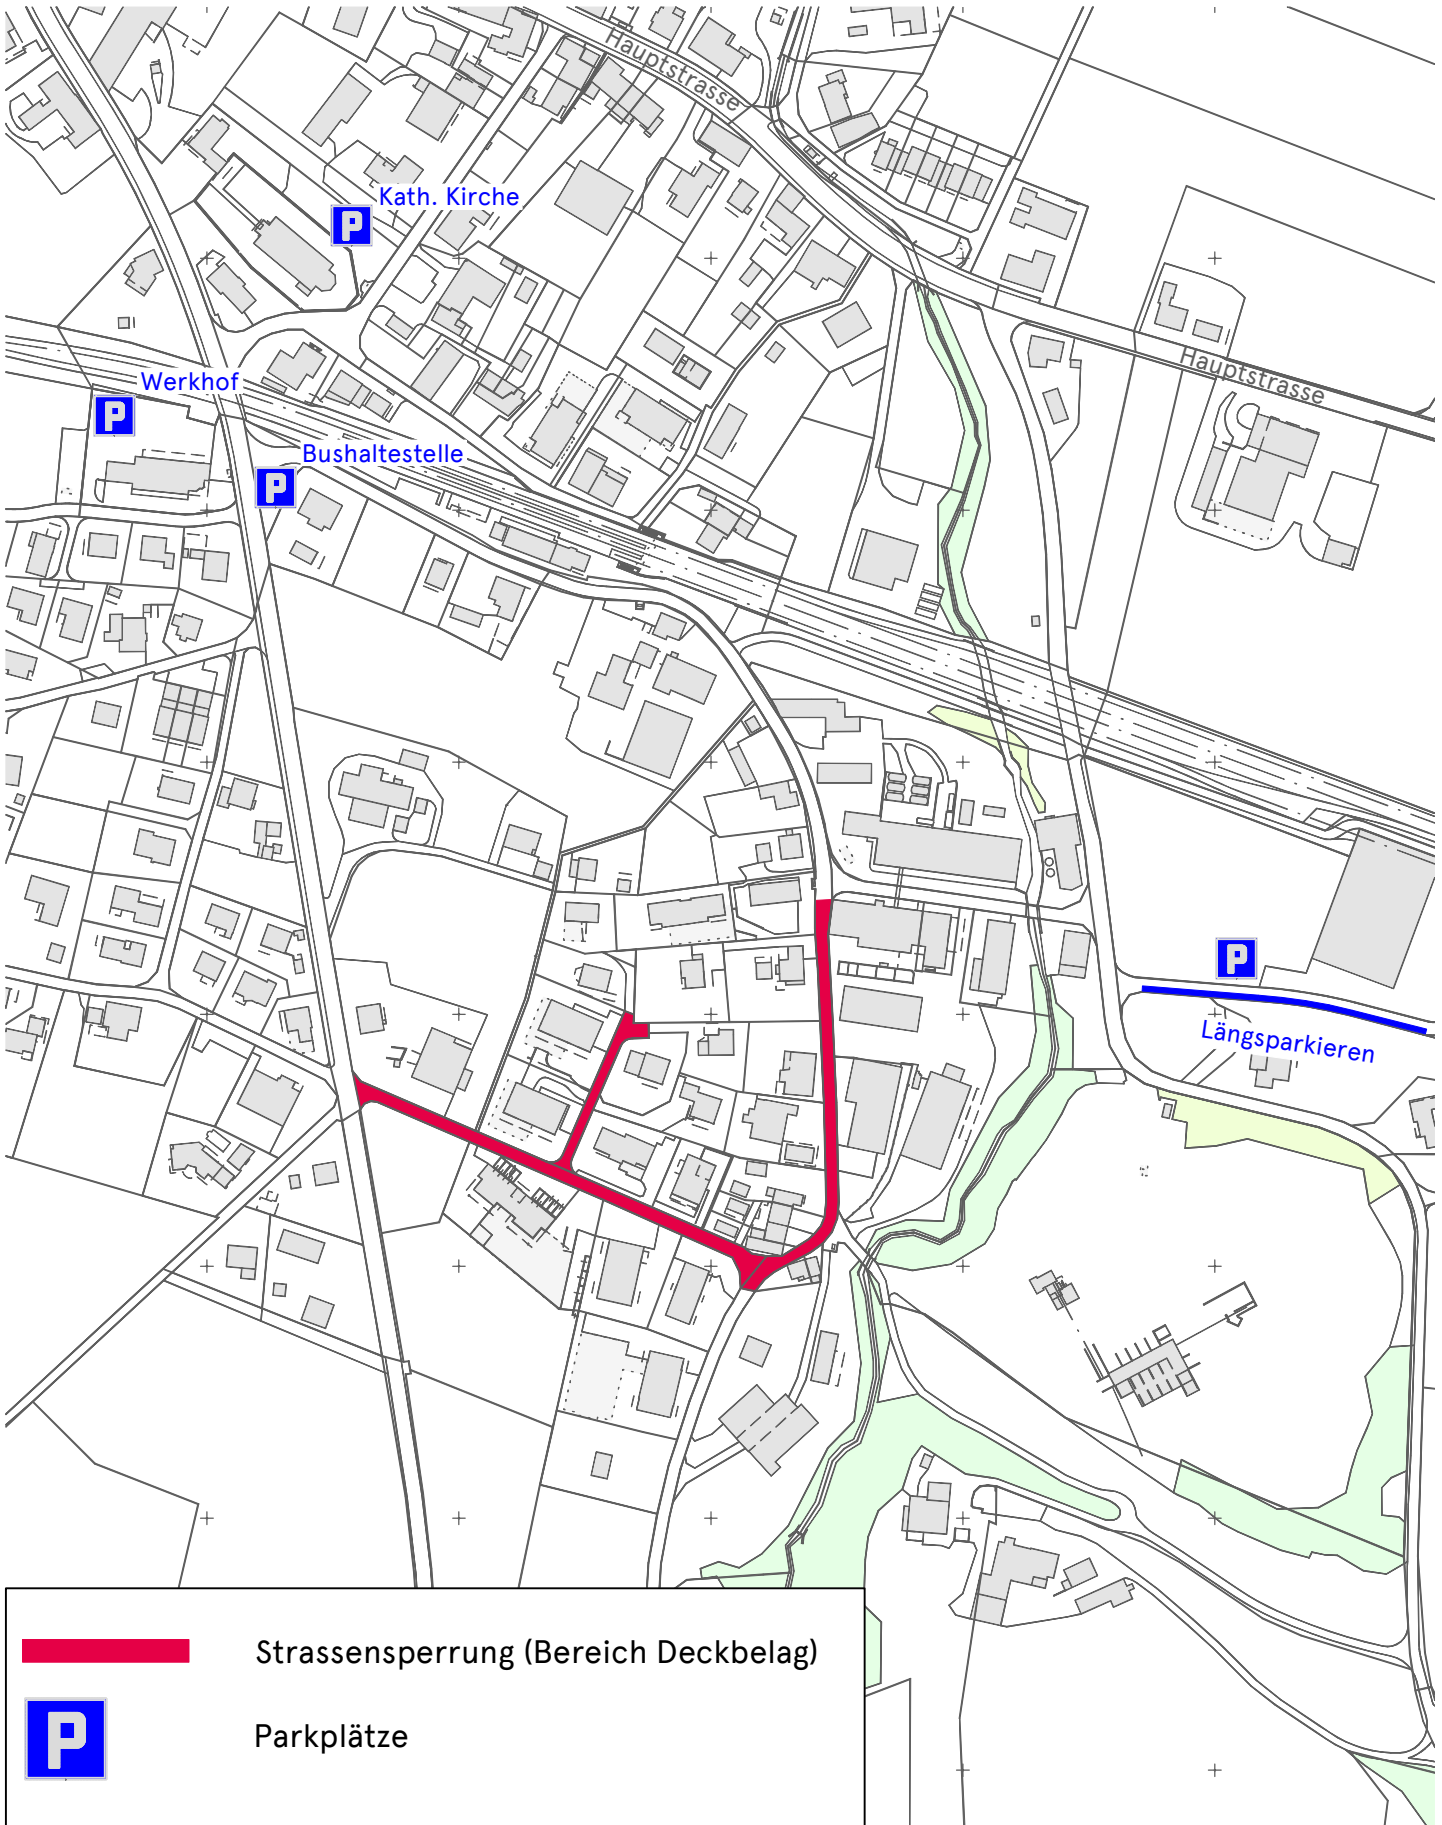 Hauptstrasse
Kath. Kirche
P
Hauptstrasse
Werkhof
P
Bushaltestelle
P
P
Längsparkieren
Strassensperrung (Bereich Deckbelag)
P
Parkplätze